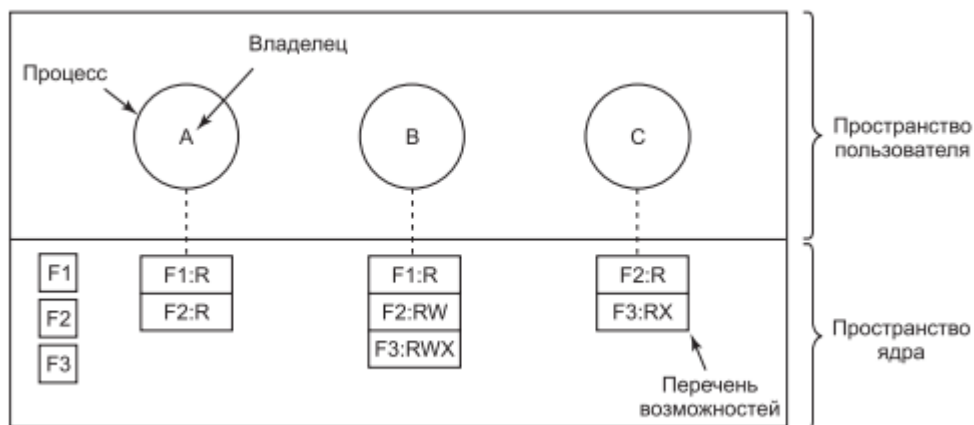 Владелец
Процесс
A
B
C
Пространство
пользователя
F1
F2
F3
F1:R
F2:R
F1:R
F2:RW
F3:RWX
F2:R
F3:RX
Перечень
возможностей
Пространство
ядра